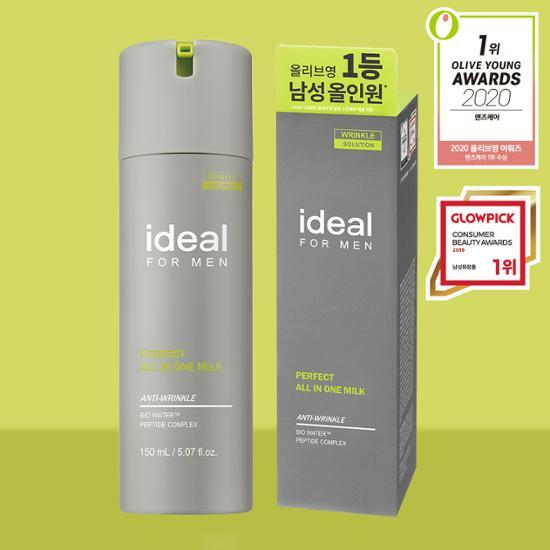 WRINKLE
SOLUTION
ideal
FOR MEN
PERFECT
ALL IN ONE MILK
ANTI-WRINKLE
BIO WATER™
PEPTIDE COMPLEX
150 mL / 5.07 fl.oz.
올리브영 1등
남성 올인원*
WRINKLE
SOLUTION
ideal
FOR MEN
PERFECT
ALL IN ONE MILK
ANTI-WRINKLE
BIO WATER™
PEPTIDE COMPLEX
1위
OLIVE YOUNG
AWARDS
2020
맨즈케어
2020 올리브영 어워즈
맨즈케어 1위 수상
GLOWPICK
CONSUMER
BEAUTY AWARDS
2019
남성화장품 1위